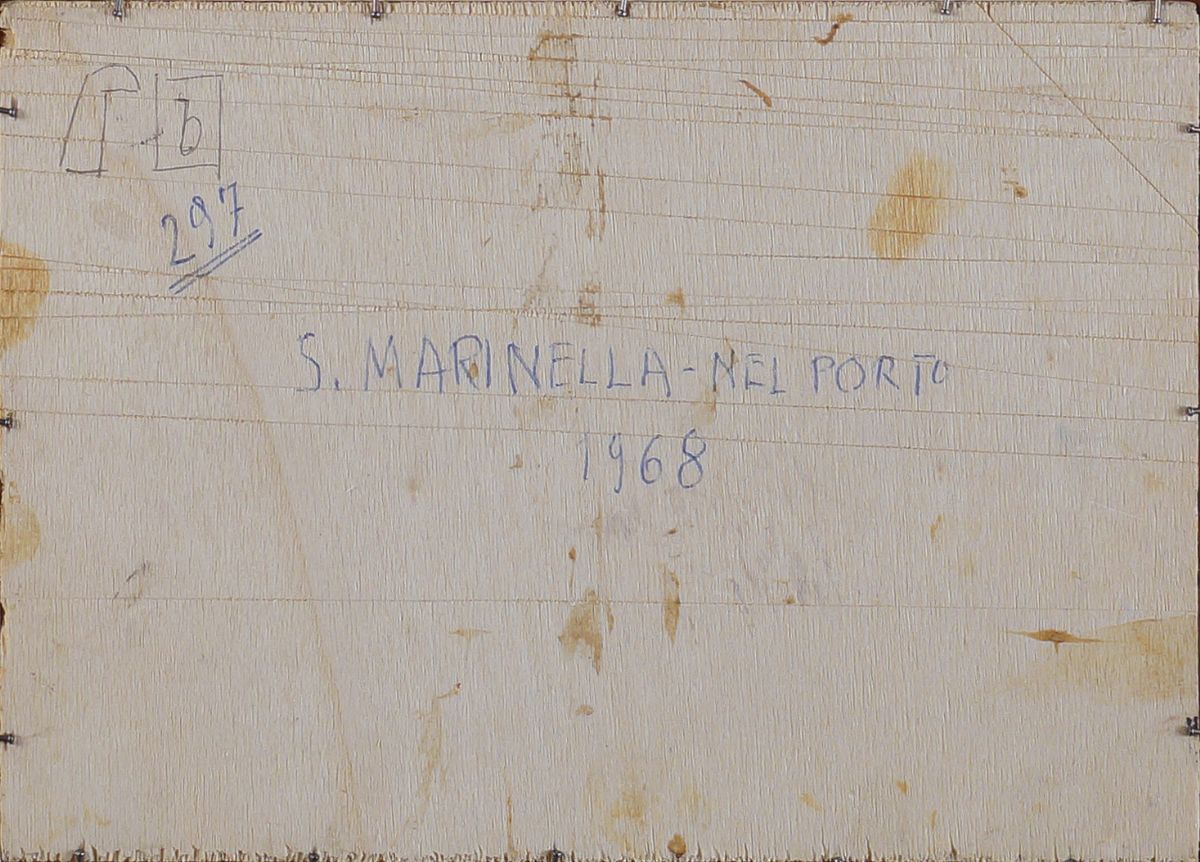 b
297
S. MARINELLA - NEL PORTO
1968